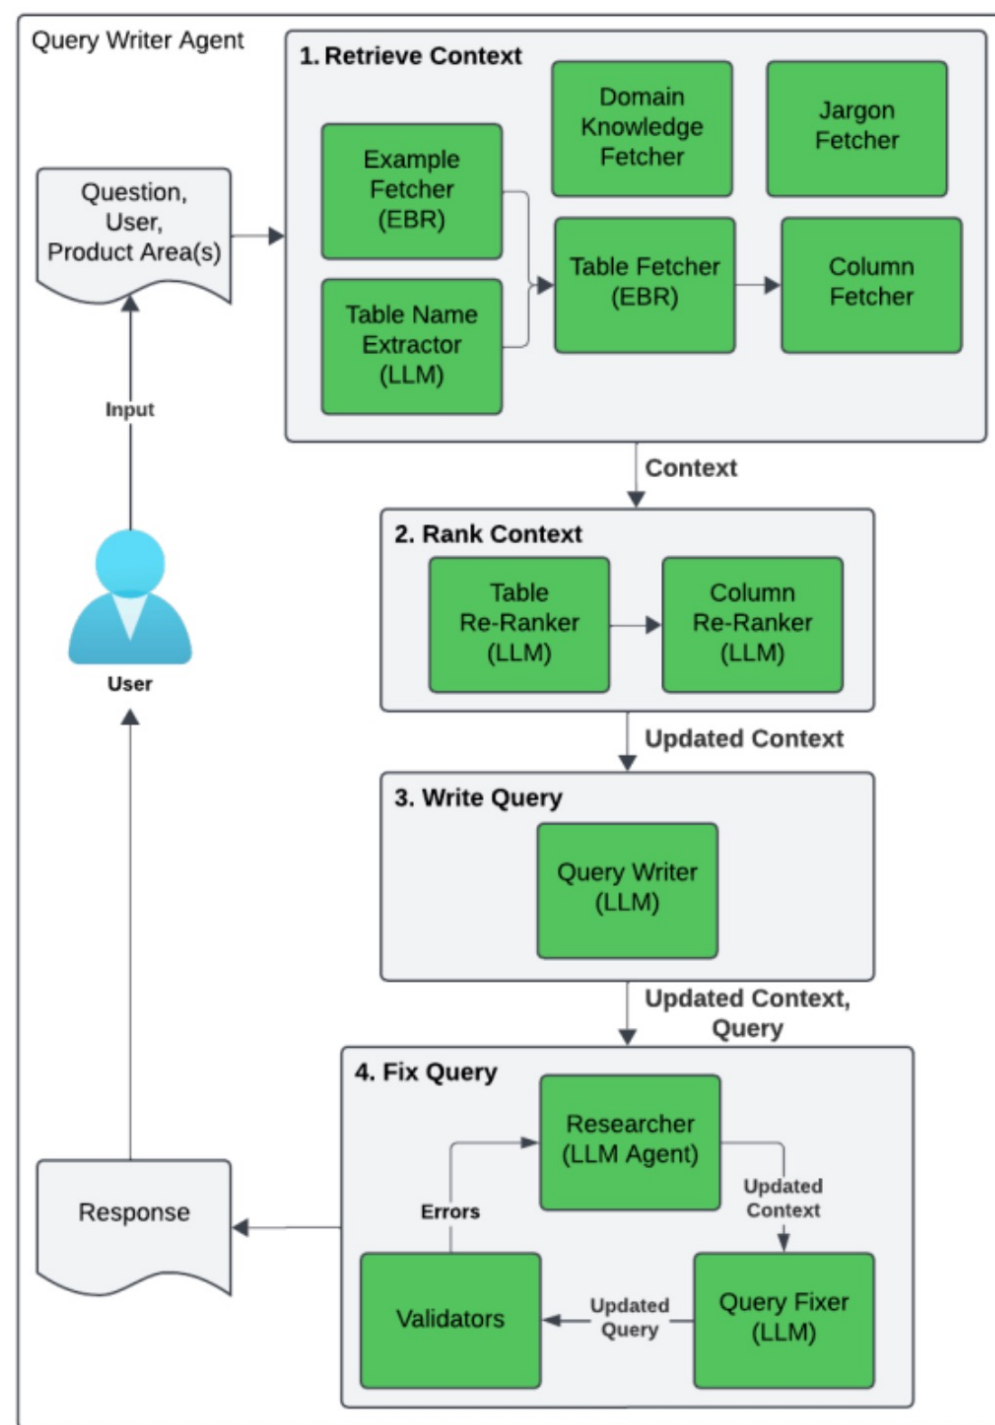 Query Writer Agent
1. Retrieve Context
Domain
Knowledge
Fetcher
Jargon
Fetcher
Example
Fetcher
(EBR)
Question,
User,
Product Area(s)
Table Fetcher
(EBR)
Column
Fetcher
Table Name
Extractor
(LLM)
Input
Context
2. Rank Context
Table
Re-Ranker
(LLM)
Column
Re-Ranker
(LLM)
User
Updated Context
3. Write Query
Query Writer
(LLM)
Updated Context,
Query
4. Fix Query
Researcher
(LLM Agent)
Updated
Context
Errors
Response
Validators
Updated
Query
Query Fixer
(LLM)